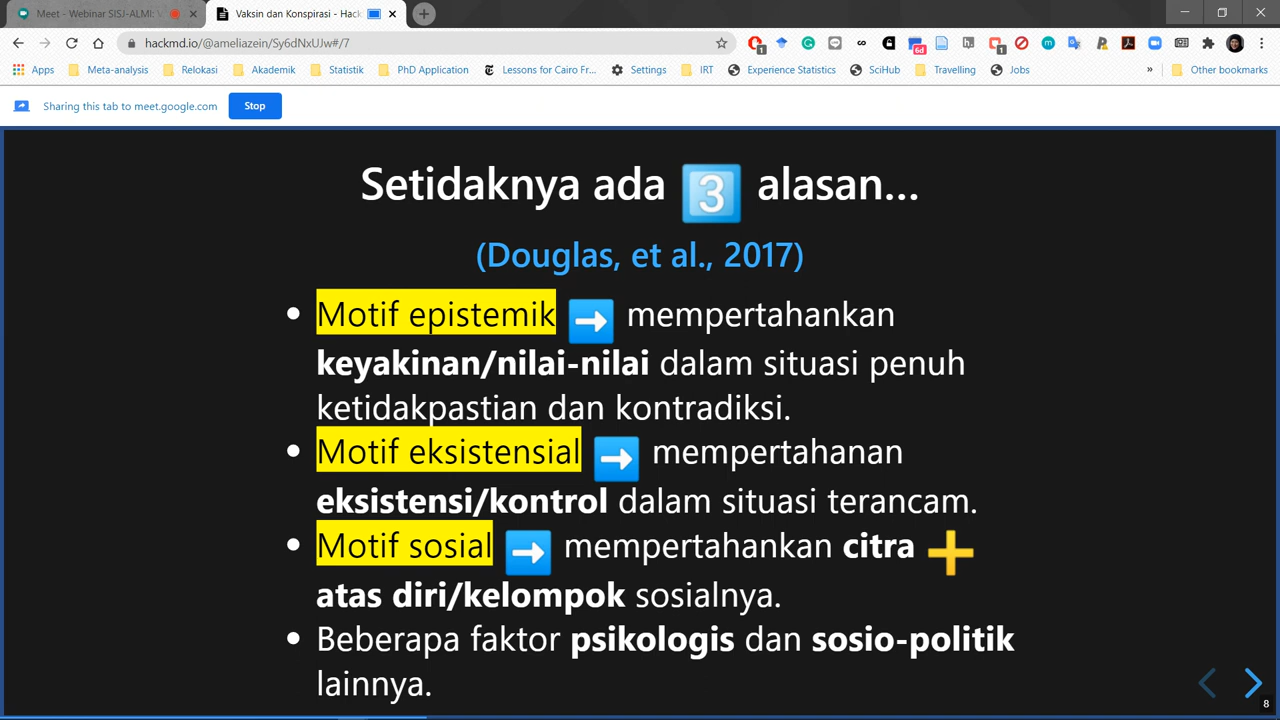 Meet - Webinar SISJ-ALMI: V
Vaksin dan Konspirasi - Hack
hackmd.io/@ameliazein/Sy6dNxUJw#/7
1
6d
1
Apps
Meta-analysis
Relokasi
Akademik
Statistik
PhD Application
Lessons for Cairo Fr...
Settings
IRT
Experience Statistics
SciHub
Travelling
Jobs
»
Other bookmarks
Sharing this tab to meet.google.com
Stop
Setidaknya ada 3 alasan...
(Douglas, et al., 2017)
• Motif epistemik ➡ mempertahankan
keyakinan/nilai-nilai dalam situasi penuh
ketidakpastian dan kontradiksi.
• Motif eksistensial ➡ mempertahanan
eksistensi/kontrol dalam situasi terancam.
• Motif sosial ➡ mempertahankan citra ➕
atas diri/kelompok sosialnya.
• Beberapa faktor psikologis dan sosio-politik
lainnya.
8